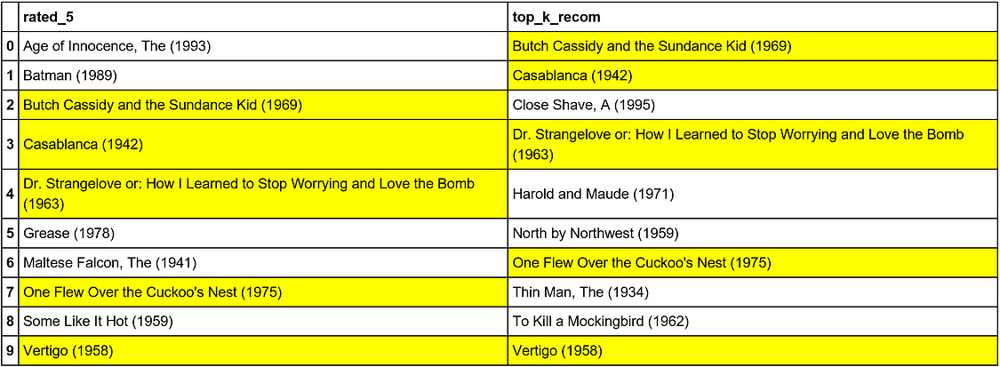 rated_5 top_k_recom
0 Age of Innocence, The (1993) Butch Cassidy and the Sundance Kid (1969)
1 Batman (1989) Casablanca (1942)
2 Butch Cassidy and the Sundance Kid (1969) Close Shave, A (1995)
3 Casablanca (1942) Dr. Strangelove or: How I Learned to Stop Worrying and Love the Bomb
(1963)
4 Dr. Strangelove or: How I Learned to Stop Worrying and Love the Bomb
(1963) Harold and Maude (1971)
5 Grease (1978) North by Northwest (1959)
6 Maltese Falcon, The (1941) One Flew Over the Cuckoo's Nest (1975)
7 One Flew Over the Cuckoo's Nest (1975) Thin Man, The (1934)
8 Some Like It Hot (1959) To Kill a Mockingbird (1962)
9 Vertigo (1958) Vertigo (1958)